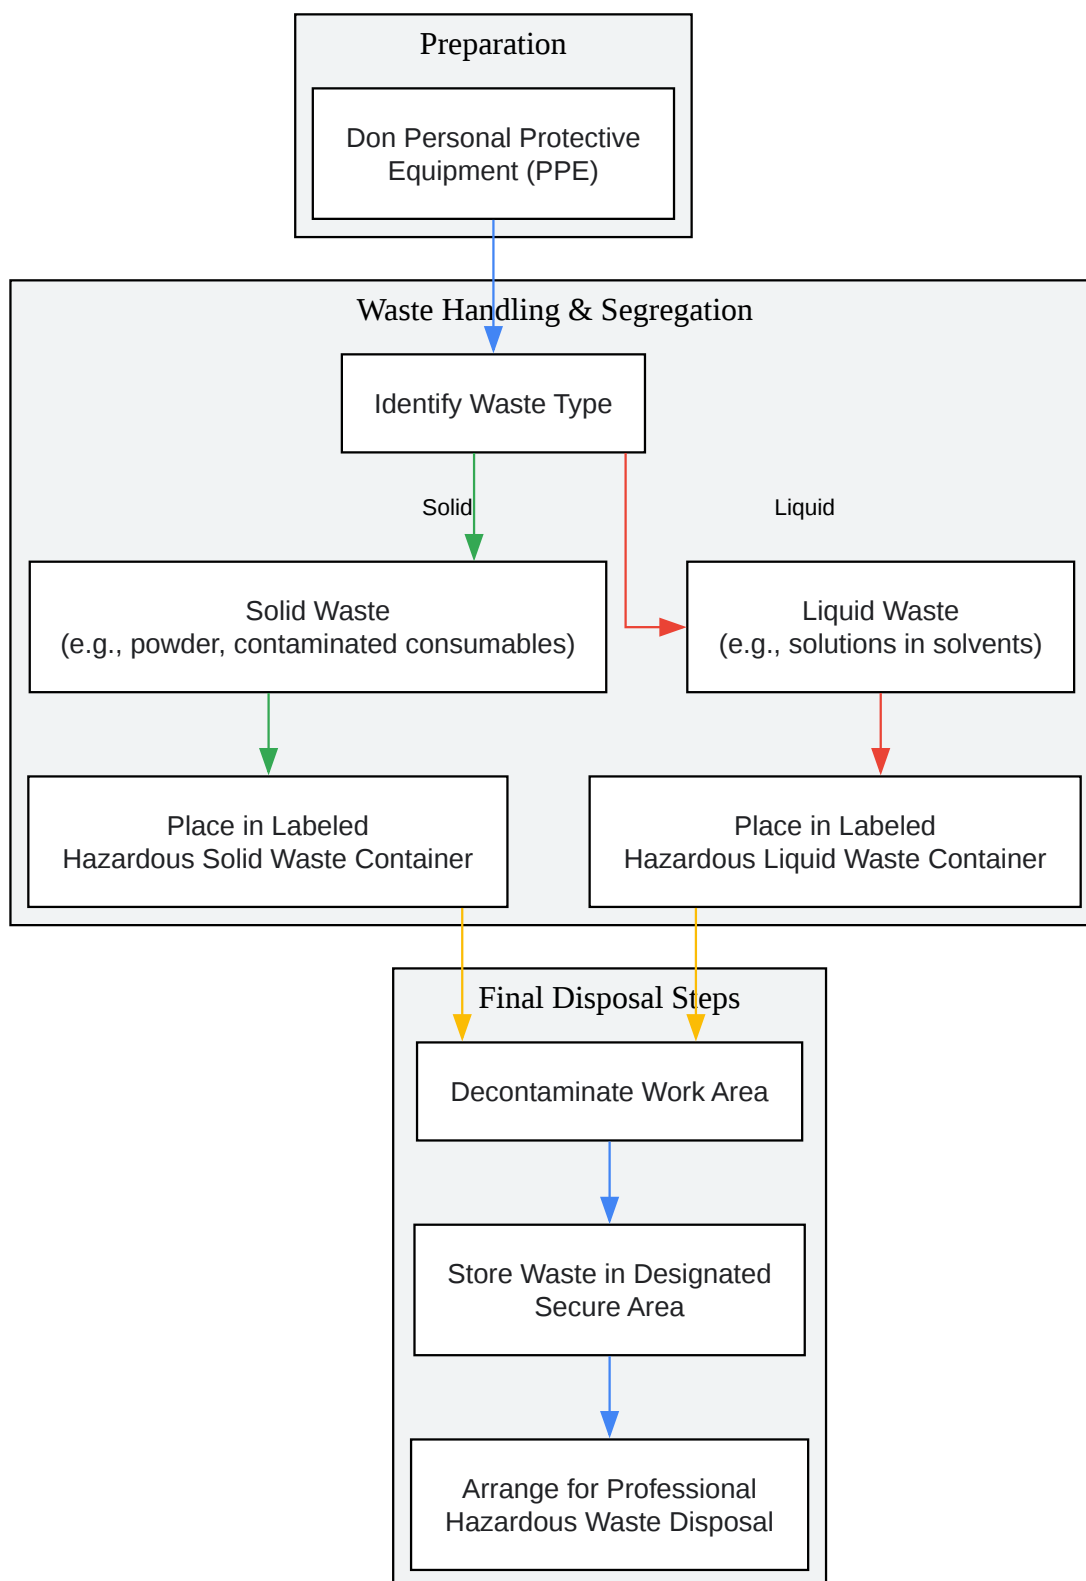 Preparation
Don Personal Protective
Equipment (PPE)
Waste Handling & Segregation
Identify Waste Type
Solid
Liquid
Solid Waste
(e.g., powder, contaminated consumables)
Liquid Waste
(e.g., solutions in solvents)
Place in Labeled
Hazardous Solid Waste Container
Place in Labeled
Hazardous Liquid Waste Container
Final Disposal Steps
Decontaminate Work Area
Store Waste in Designated
Secure Area
Arrange for Professional
Hazardous Waste Disposal